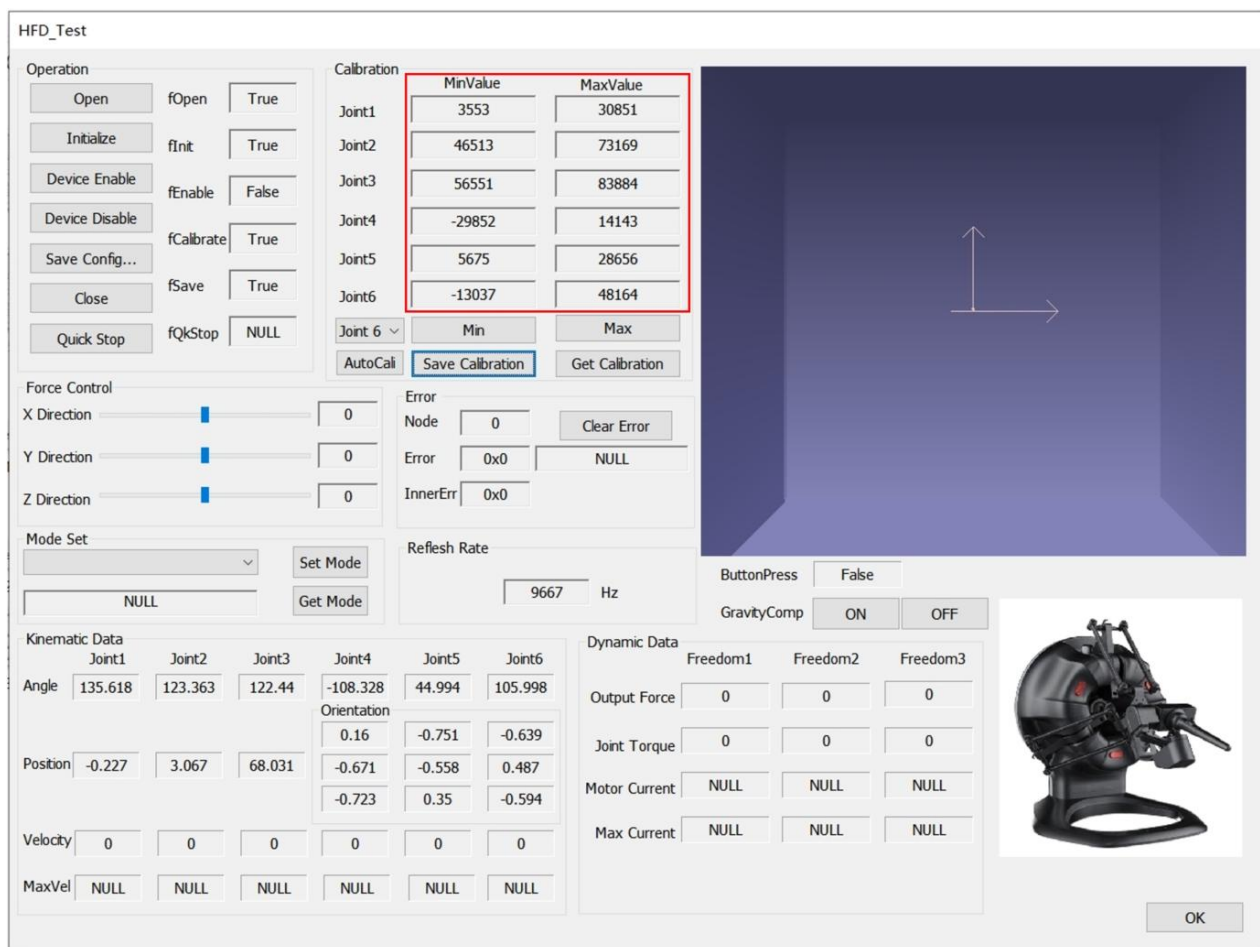 HFD_Test
Operation
Open fOpen True
Initialize fInit True
Device Enable fEnable False
Device Disable fCalibrate True
Save Config... fSave True
Close fQkStop NULL
Quick Stop
Calibration
MinValue MaxValue
Joint1 3553 30851
Joint2 46513 73169
Joint3 56551 83884
Joint4 -29852 14143
Joint5 5675 28656
Joint6 -13037 48164
Joint 6 Min Max
AutoCali Save Calibration Get Calibration
Force Control
X Direction 0
Y Direction 0
Z Direction 0
Error
Node 0 Clear Error
Error 0x0 NULL
InnerErr 0x0
Mode Set
Set Mode
NULL Get Mode
Reflesh Rate
9667 Hz
ButtonPress False
GravityComp ON OFF
Kinematic Data
Joint1 Joint2 Joint3 Joint4 Joint5 Joint6
Angle 135.618 123.363 122.44 -108.328 44.994 105.998
Orientation
0.16 -0.751 -0.639
Position -0.227 3.067 68.031 -0.671 -0.558 0.487
-0.723 0.35 -0.594
Velocity 0 0 0 0 0 0
MaxVel NULL NULL NULL NULL NULL NULL
Dynamic Data
Freedom1 Freedom2 Freedom3
Output Force 0 0 0
Joint Torque 0 0 0
Motor Current NULL NULL NULL
Max Current NULL NULL NULL
OK